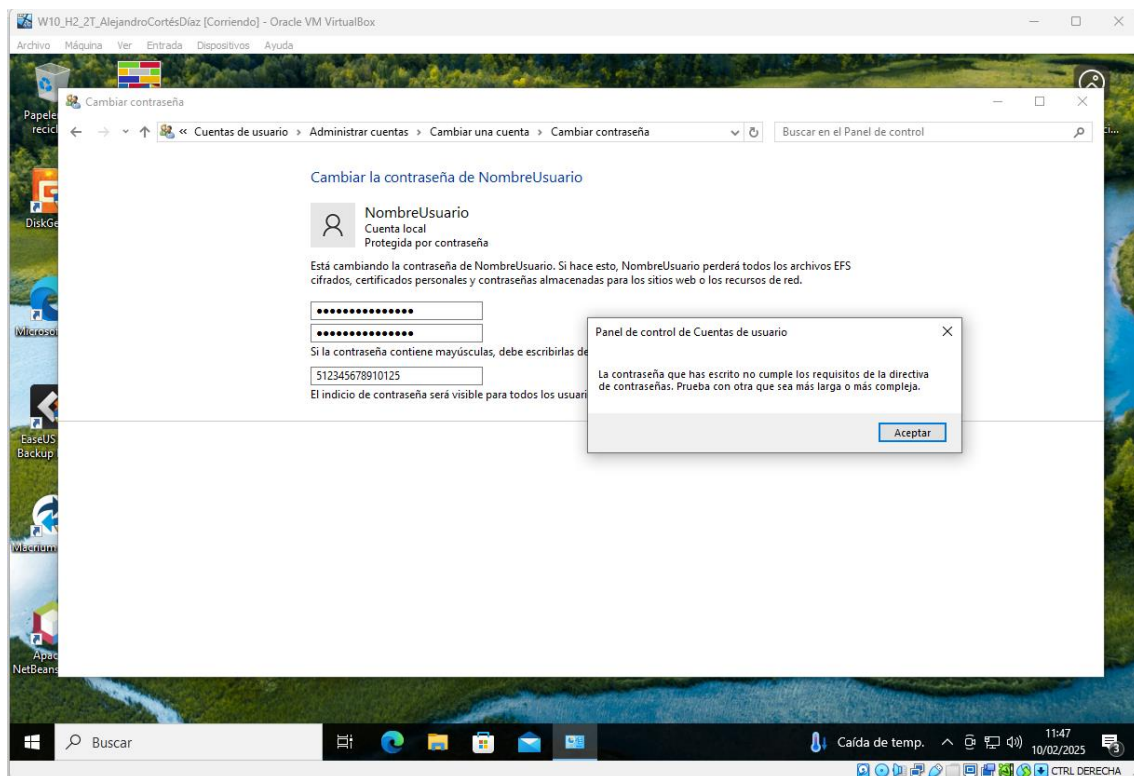 W10_H2_2T_AlejandroCortésDíaz [Corriendo] - Oracle VM VirtualBox
Archivo Máquina Ver Entrada Dispositivos Ayuda
Cambiar contraseña
« Cuentas de usuario > Administrar cuentas > Cambiar una cuenta > Cambiar contraseña
Buscar en el Panel de control
Cambiar la contraseña de NombreUsuario
NombreUsuario
Cuenta local
Protegida por contraseña
Está cambiando la contraseña de NombreUsuario. Si hace esto, NombreUsuario perderá todos los archivos EFS
cifrados, certificados personales y contraseñas almacenadas para los sitios web o los recursos de red.
Si la contraseña contiene mayúsculas, debe escribirlas de
512345678910125
El indicio de contraseña será visible para todos los usuari
Panel de control de Cuentas de usuario
La contraseña que has escrito no cumple los requisitos de la directiva
de contraseñas. Prueba con otra que sea más larga o más compleja.
Aceptar
Papele
recicl
DiskGe
Microsof
EaseUS
Backup
Macrium
Apac
NetBeans
Buscar
Caída de temp.
11:47
10/02/2025
3
CTRL DERECHA